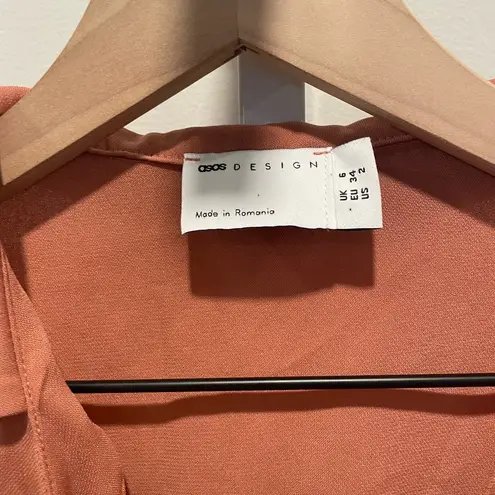 asos DESIGN
Made in Romania
UK 6
EU 34
US 2